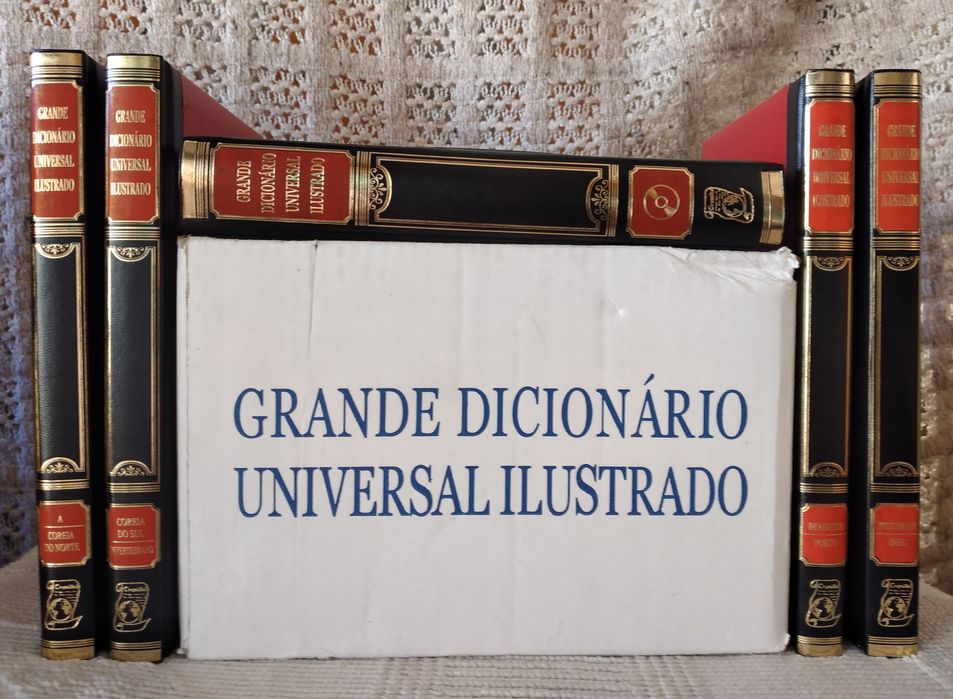 GRANDE
DICIONÁRIO
UNIVERSAL
ILUSTRADO
A
COREIA
DO NORTE
GRANDE
DICIONÁRIO
UNIVERSAL
ILUSTRADO
COREIA
DO SUL
GRANDE
DICIONÁRIO
UNIVERSAL
ILUSTRADO
GRANDE DICIONÁRIO
UNIVERSAL ILUSTRADO
GRANDE
DICIONÁRIO
UNIVERSAL
ILUSTRADO
PORTO
GRANDE
DICIONÁRIO
UNIVERSAL
ILUSTRADO